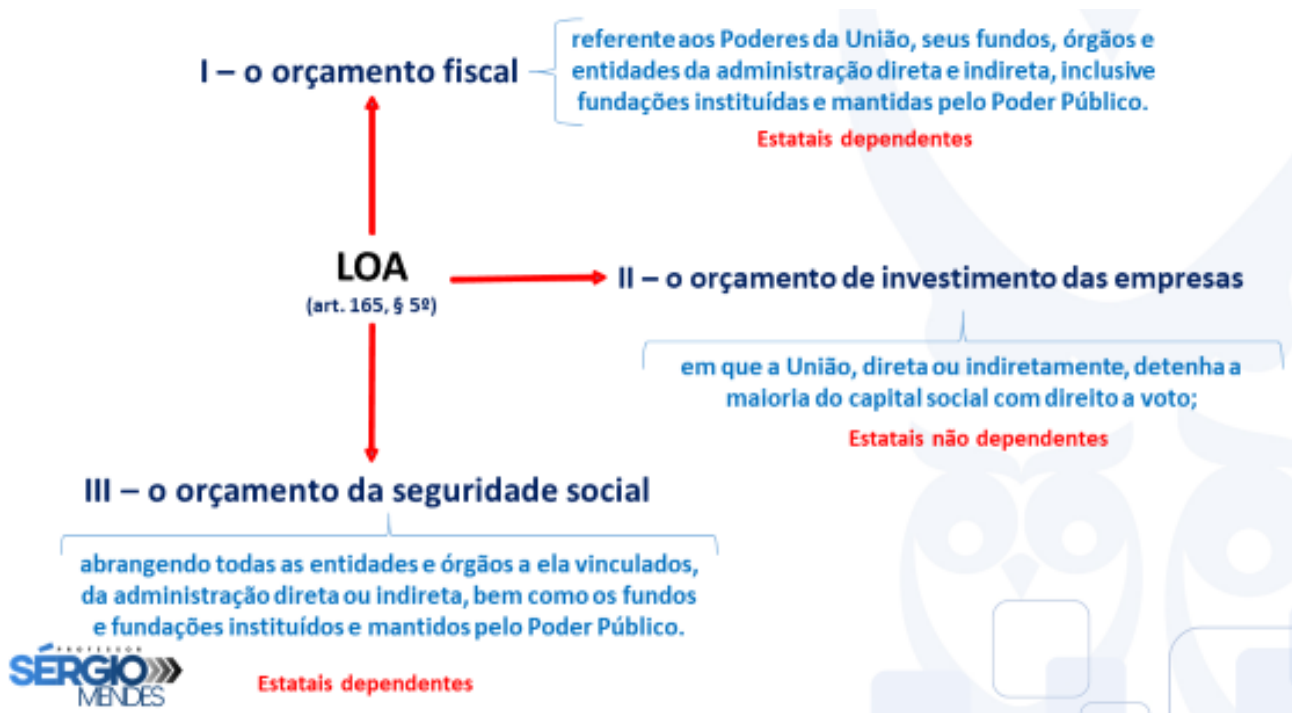 I – o orçamento fiscal
referente aos Poderes da União, seus fundos, órgãos e
entidades da administração direta e indireta, inclusive
fundações instituídas e mantidas pelo Poder Público.
Estatais dependentes
LOA
(art. 165, § 5º)
II – o orçamento de investimento das empresas
em que a União, direta ou indiretamente, detenha a
maioria do capital social com direito a voto;
Estatais não dependentes
III – o orçamento da seguridade social
abrangendo todas as entidades e órgãos a ela vinculados,
da administração direta ou indireta, bem como os fundos
e fundações instituídos e mantidos pelo Poder Público.
Estatais dependentes
PROFESSOR
SÉRGIO
MENDES